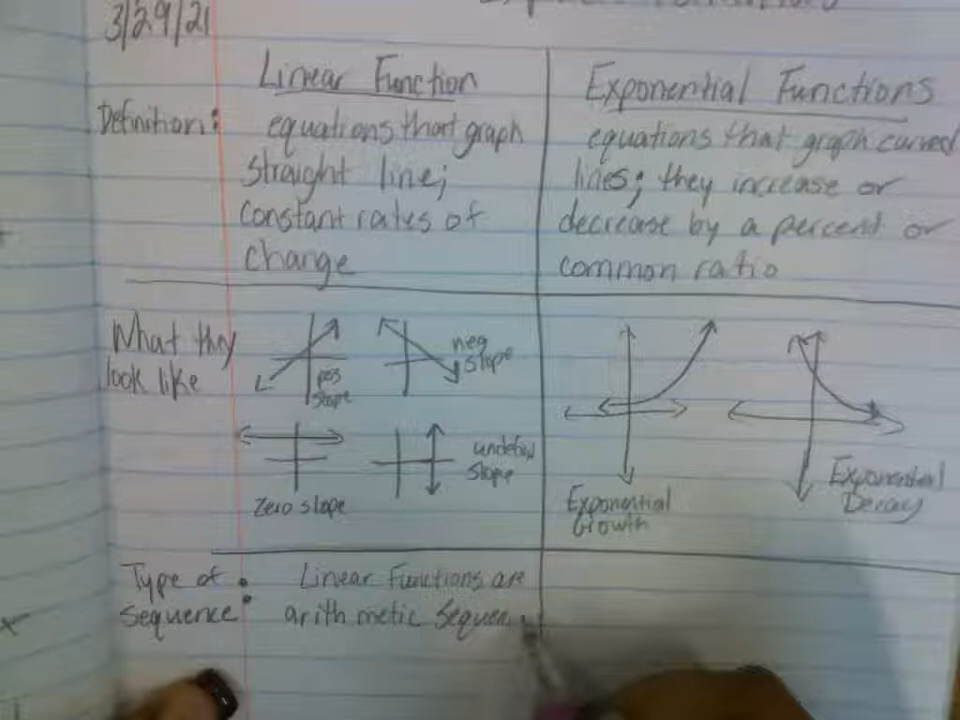 3/29/21
Linear Function
Exponential Functions
Definition:
equations that graph
straight line;
constant rates of
change
equations that graph curved
lines; they increase or
decrease by a percent or
common ratio
What they
look like
pos
slope
neg
slope
zero slope
slope
Exponential
Growth
Exponential
Decay
Type of :
sequence
Linear Functions are
arithmetic sequen